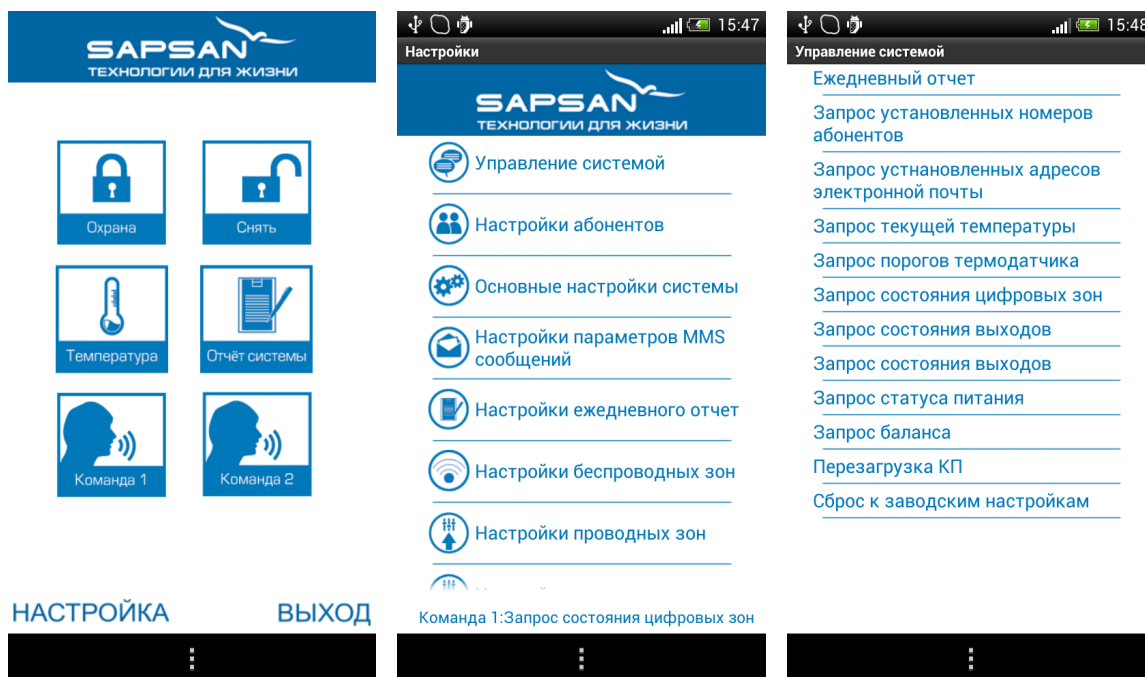 SAPSAN
ТЕХНОЛОГИИ ДЛЯ ЖИЗНИ
Охрана
Снять
Температура
Отчёт системы
Команда 1
Команда 2
НАСТРОЙКА
ВЫХОД
15:47
Настройки
SAPSAN
ТЕХНОЛОГИИ ДЛЯ ЖИЗНИ
Управление системой
Настройки абонентов
Основные настройки системы
Настройки параметров MMS
сообщений
Настройки ежедневного отчет
Настройки беспроводных зон
Настройки проводных зон
Команда 1:Запрос состояния цифровых зон
15:48
Управление системой
Ежедневный отчет
Запрос установленных номеров
абонентов
Запрос устнановленных адресов
электронной почты
Запрос текущей температуры
Запрос порогов термодатчика
Запрос состояния цифровых зон
Запрос состояния выходов
Запрос состояния выходов
Запрос статуса питания
Запрос баланса
Перезагрузка КП
Сброс к заводским настройкам